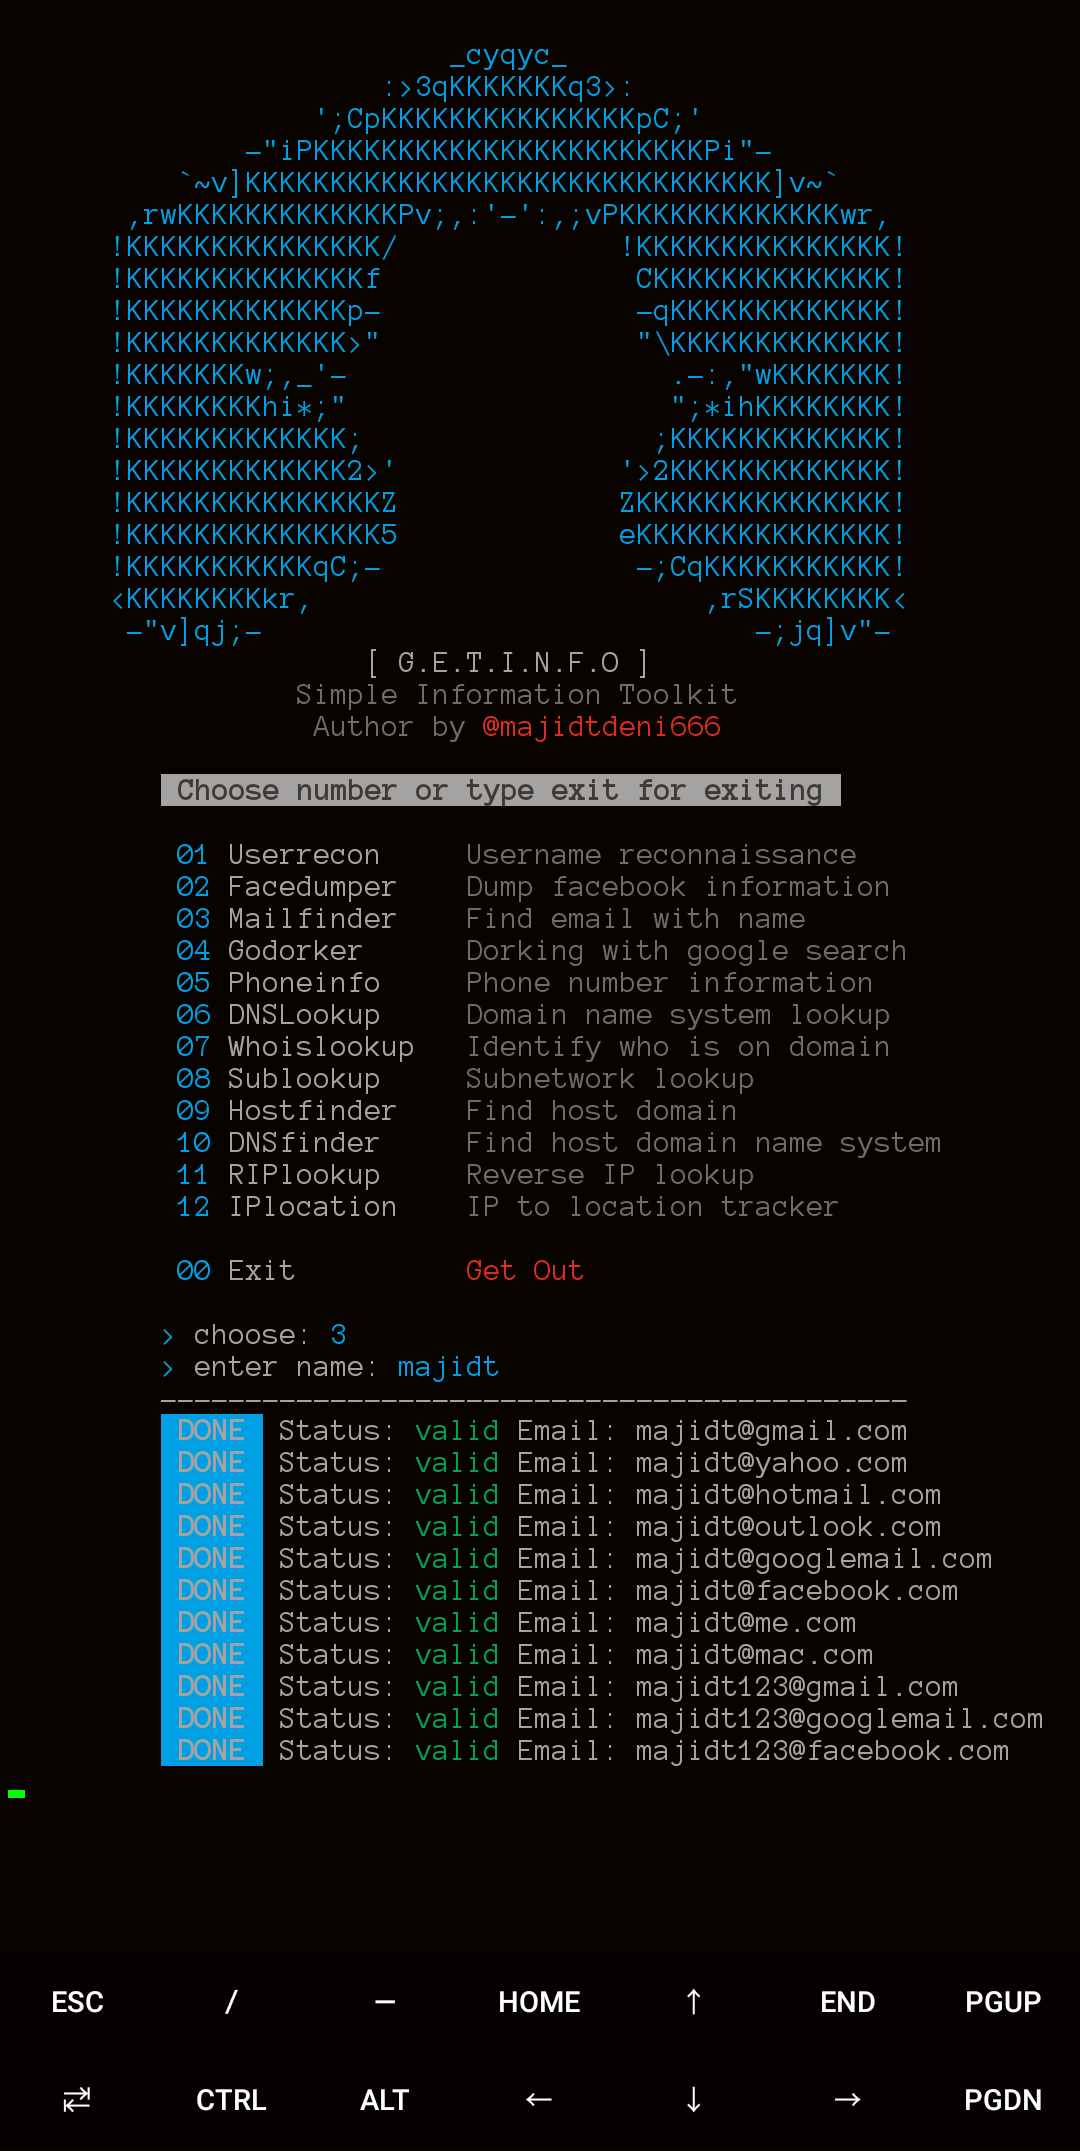 _cyqyc_
:>3qKKKKKKKq3>:
';CpKKKKKKKKKKKKKKKpC;'
-"iPKKKKKKKKKKKKKKKKKKKKKKKPi"-
`~v]KKKKKKKKKKKKKKKKKKKKKKKKKKKKKKK]v~`
,rwKKKKKKKKKKKKKPv;,:'-':,;vPKKKKKKKKKKKKKwr,
!KKKKKKKKKKKKKKK/ !KKKKKKKKKKKKKKK!
!KKKKKKKKKKKKKKf CKKKKKKKKKKKKKK!
!KKKKKKKKKKKKKp- -qKKKKKKKKKKKKK!
!KKKKKKKKKKKKK>" "\KKKKKKKKKKKKK!
!KKKKKKKw;,_'- .-:,"wKKKKKKK!
!KKKKKKKKhi*;" ";*ihKKKKKKKK!
!KKKKKKKKKKKKK; ;KKKKKKKKKKKKK!
!KKKKKKKKKKKKK2>' '>2KKKKKKKKKKKKK!
!KKKKKKKKKKKKKKKZ ZKKKKKKKKKKKKKKK!
!KKKKKKKKKKKKKKK5 eKKKKKKKKKKKKKKK!
!KKKKKKKKKKKqC;- -;CqKKKKKKKKKKK!
<KKKKKKKKkr, ,rSKKKKKKKK<
-"v]qj;- -;jq]v"-
[ G.E.T.I.N.F.O ]
Simple Information Toolkit
Author by @majidtdeni666
Choose number or type exit for exiting
01 Userrecon Username reconnaissance
02 Facedumper Dump facebook information
03 Mailfinder Find email with name
04 Godorker Dorking with google search
05 Phoneinfo Phone number information
06 DNSLookup Domain name system lookup
07 Whoislookup Identify who is on domain
08 Sublookup Subnetwork lookup
09 Hostfinder Find host domain
10 DNSfinder Find host domain name system
11 RIPlookup Reverse IP lookup
12 IPlocation IP to location tracker
00 Exit Get Out
> choose: 3
> enter name: majidt
--------------------------------------------
DONE Status: valid Email: majidt@gmail.com
DONE Status: valid Email: majidt@yahoo.com
DONE Status: valid Email: majidt@hotmail.com
DONE Status: valid Email: majidt@outlook.com
DONE Status: valid Email: majidt@googlemail.com
DONE Status: valid Email: majidt@facebook.com
DONE Status: valid Email: majidt@me.com
DONE Status: valid Email: majidt@mac.com
DONE Status: valid Email: majidt123@gmail.com
DONE Status: valid Email: majidt123@googlemail.com
DONE Status: valid Email: majidt123@facebook.com
ESC / — HOME ↑ END PGUP
⇄ CTRL ALT ← ↓ → PGDN